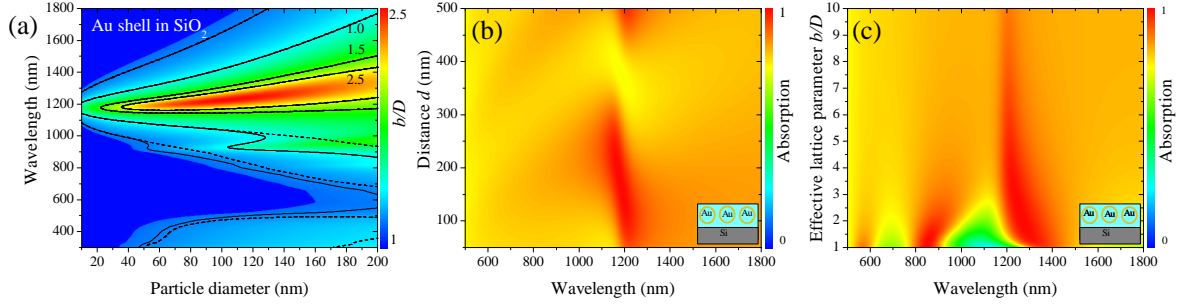 (a)
Au shell in SiO2
1.0
1.5
2.5
Wavelength (nm)
1800
1600
1400
1200
1000
800
600
400
20 40 60 80 100 120 140 160 180 200
Particle diameter (nm)
2.5
b/D
1
(b)
Distance d (nm)
500
400
300
200
100
600 800 1000 1200 1400 1600 1800
Wavelength (nm)
Au Au Au
Si
1
Absorption
0
(c)
Effective lattice parameter b/D
10
9
8
7
6
5
4
3
2
1
600 800 1000 1200 1400 1600 1800
Wavelength (nm)
Au Au Au
Si
1
Absorption
0